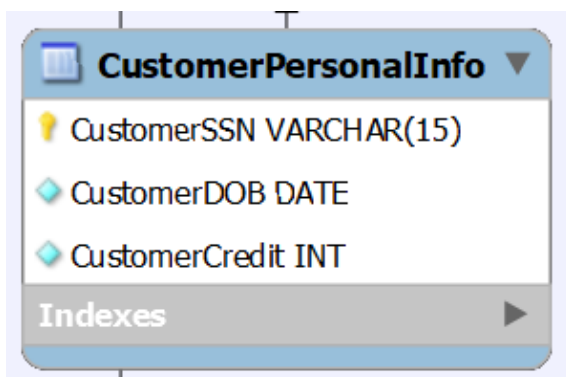 CustomerPersonalInfo
CustomerSSN VARCHAR(15)
CustomerDOB DATE
CustomerCredit INT
Indexes